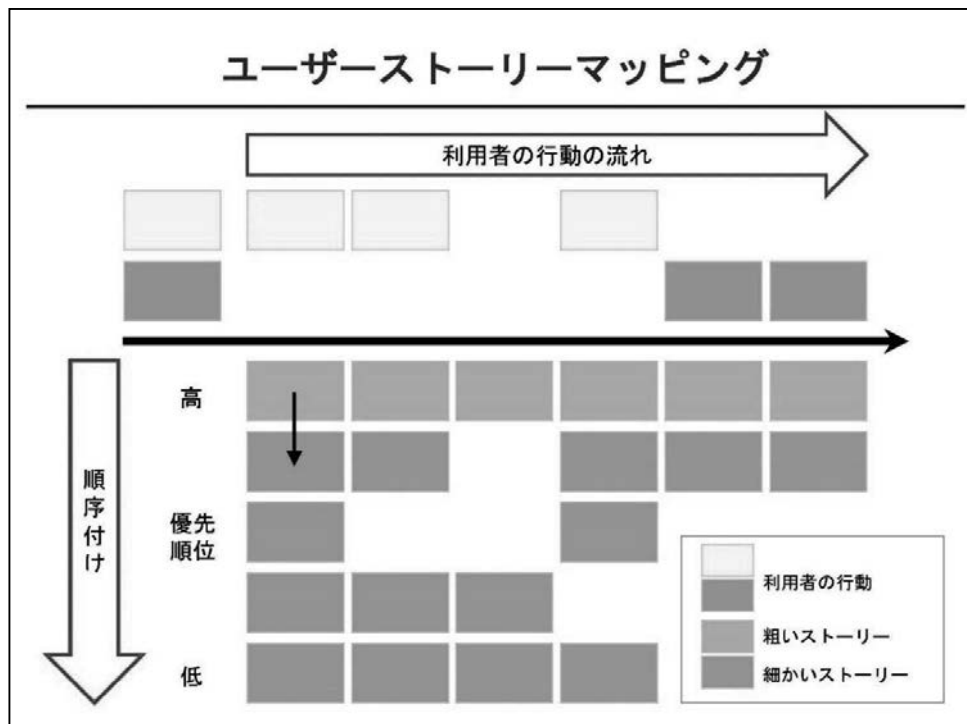 ユーザーストーリーマッピング
利用者の行動の流れ
高
順序付け
優先
順位
低
利用者の行動
粗いストーリー
細かいストーリー